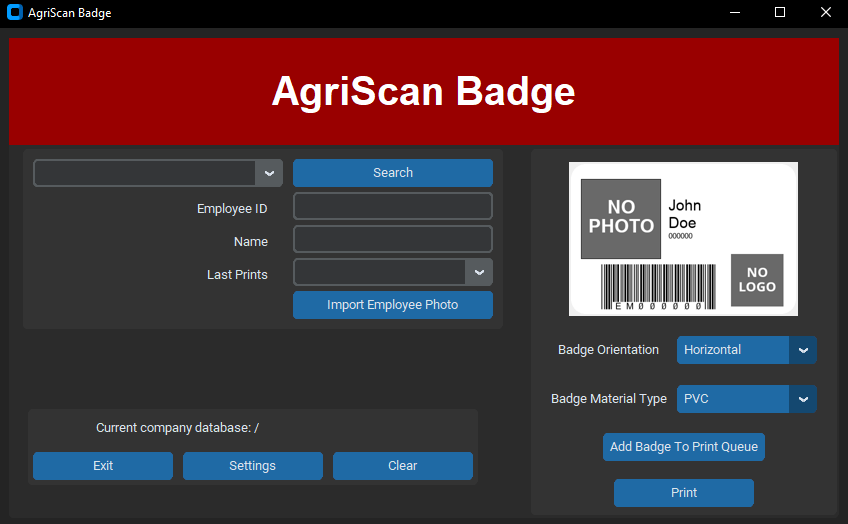 AgriScan Badge
AgriScan Badge
Search
Employee ID
Name
Last Prints
Import Employee Photo
Current company database: /
Exit
Settings
Clear
NO
PHOTO
John
Doe
000000
EM000000
NO
LOGO
Badge Orientation
Horizontal
Badge Material Type
PVC
Add Badge To Print Queue
Print